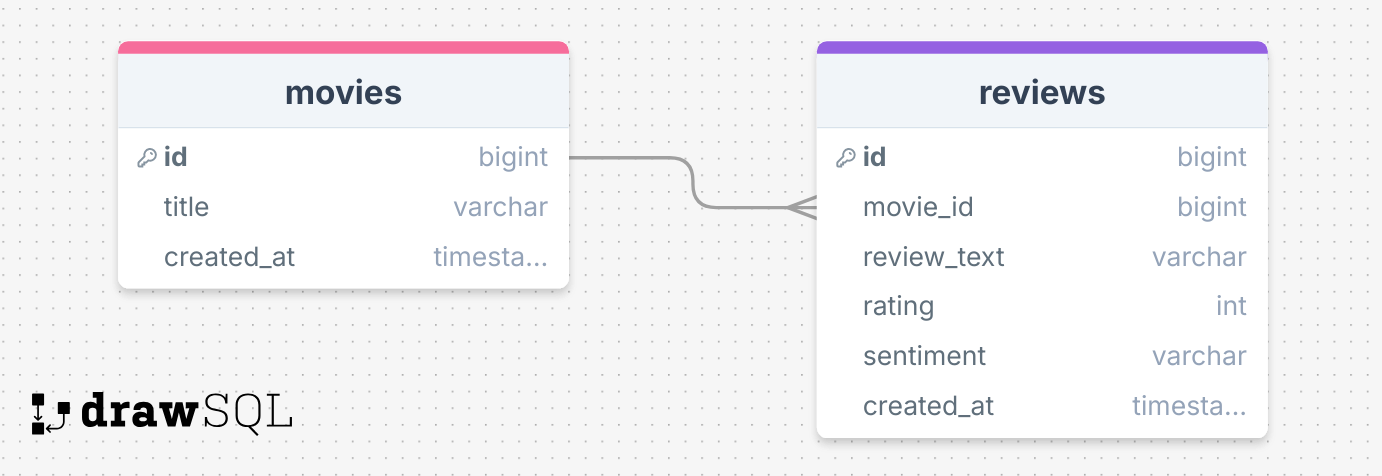 movies
id bigint
title varchar
created_at timesta...
reviews
id bigint
movie_id bigint
review_text varchar
rating int
sentiment varchar
created_at timesta...
drawSQL